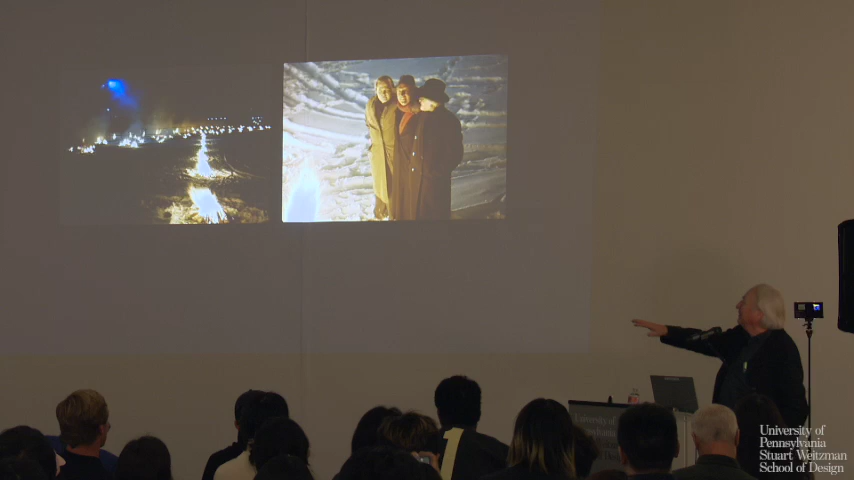 University of
Pennsylvania
Stuart Weitzman
School of Design